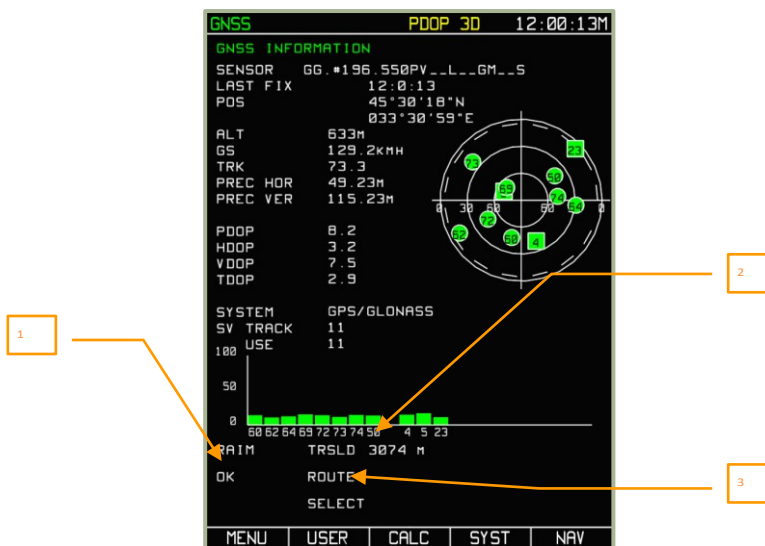 GNSS PDOP 3D 12:00:13M
GNSS INFORMATION
SENSOR GG.#196.550PV__L__GM__S
LAST FIX 12:0:13
POS 45°30'18"N
033°30'59"E
ALT 633M
GS 129.2KMH
TRK 73.3
PREC HOR 49.23M
PREC VER 115.23M
23
73
50
69
74
64
0 30 60 60 0
72
62
60
4
PDOP 8.2
HDOP 3.2
VDOP 7.5
TDOP 2.9
2
SYSTEM GPS/GLONASS
SV TRACK 11
1
USE 11
100
50
0
60 62 64 69 72 73 74 50 4 5 23
RAIM TRSLD 3074 M
OK ROUTE
3
SELECT
MENU USER CALC SYST NAV